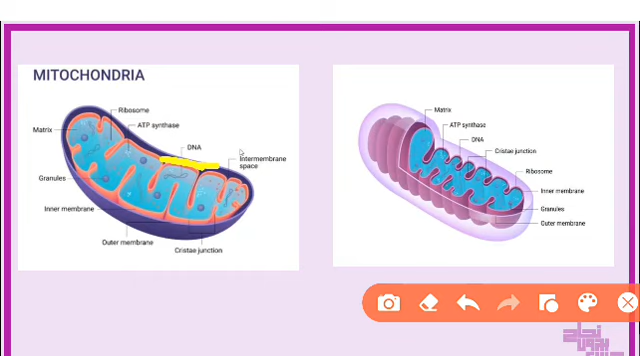 MITOCHONDRIA
Ribosome
ATP synthase
Matrix
DNA
Intermembrane
space
Granules
Inner membrane
Outer membrane
Cristae junction
Matrix
ATP synthase
DNA
Cristae junction
Ribosome
Inner membrane
Granules
Outer membrane